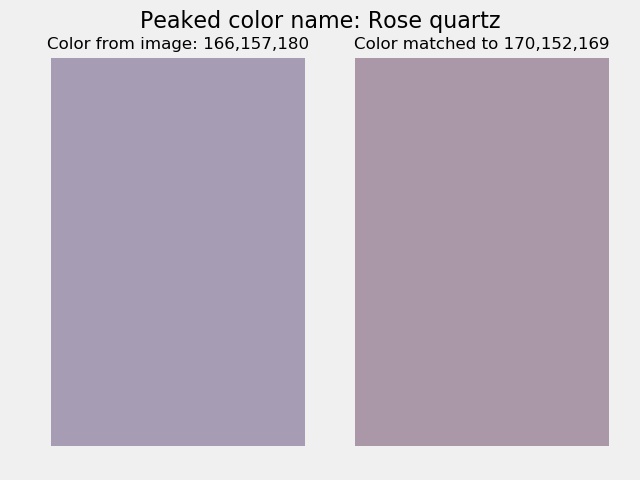 Peaked color name: Rose quartz
Color from image: 166,157,180
Color matched to 170,152,169